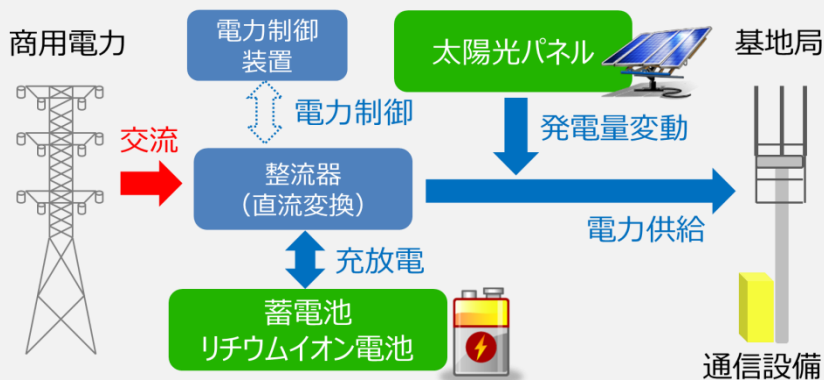 商用電力
電力制御
装置
太陽光パネル
基地局
交流
電力制御
発電量変動
整流器
（直流変換）
電力供給
充放電
蓄電池
リチウムイオン電池
通信設備